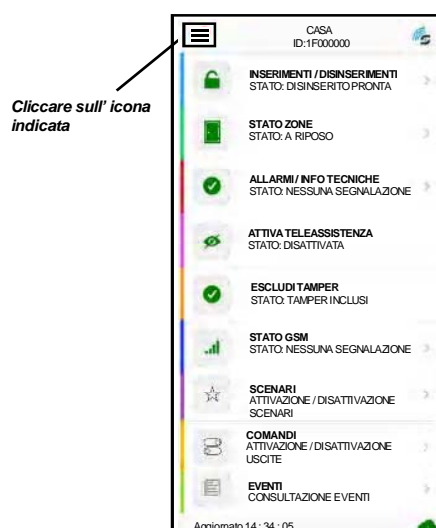 CASA
ID:1F000000
Cliccare sull’ icona
indicata
INSERIMENTI / DISINSERIMENTI
STATO: DISINSERITO PRONTA
STATO ZONE
STATO: A RIPOSO
ALLARMI / INFO TECNICHE
STATO: NESSUNA SEGNALAZIONE
ATTIVA TELEASSISTENZA
STATO: DISATTIVATA
ESCLUDI TAMPER
STATO: TAMPER INCLUSI
STATO GSM
STATO: NESSUNA SEGNALAZIONE
SCENARI
ATTIVAZIONE / DISATTIVAZIONE
SCENARI
COMANDI
ATTIVAZIONE / DISATTIVAZIONE
USCITE
EVENTI
CONSULTAZIONE EVENTI
Aggiornato 14 : 34 : 05